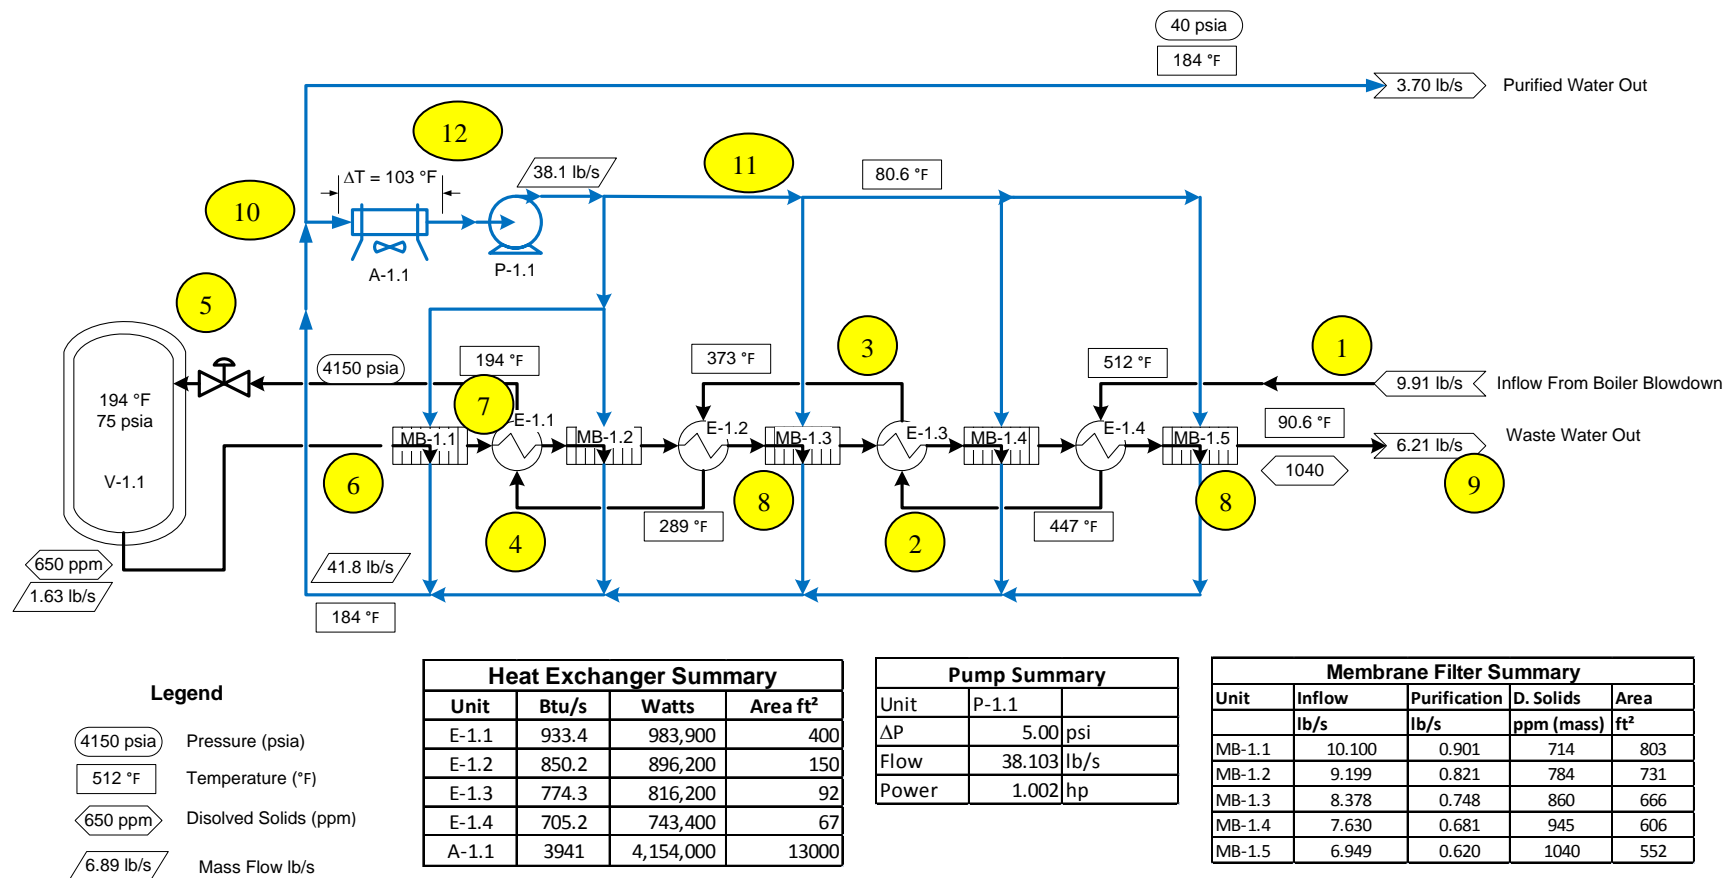 40 psia
184 °F
3.70 lb/s Purified Water Out
12
11
38.1 lb/s
ΔT = 103 °F
80.6 °F
10
A-1.1
P-1.1
5
3
1
4150 psia
194 °F
373 °F
512 °F
9.91 lb/s Inflow From Boiler Blowdown
194 °F
75 psia
V-1.1
7
MB-1.1
E-1.1
MB-1.2
E-1.2
MB-1.3
E-1.3
MB-1.4
E-1.4
MB-1.5
90.6 °F
6.21 lb/s Waste Water Out
1040
6
8
8
9
4
289 °F
2
447 °F
650 ppm
1.63 lb/s
41.8 lb/s
184 °F
Legend
4150 psia Pressure (psia)
512 °F Temperature (°F)
650 ppm Disolved Solids (ppm)
6.89 lb/s Mass Flow lb/s
Heat Exchanger Summary
Unit Btu/s Watts Area ft²
E-1.1 933.4 983,900 400
E-1.2 850.2 896,200 150
E-1.3 774.3 816,200 92
E-1.4 705.2 743,400 67
A-1.1 3941 4,154,000 13000
Pump Summary
Unit P-1.1
ΔP 5.00 psi
Flow 38.103 lb/s
Power 1.002 hp
Membrane Filter Summary
Unit Inflow Purification D. Solids Area
lb/s lb/s ppm (mass) ft²
MB-1.1 10.100 0.901 714 803
MB-1.2 9.199 0.821 784 731
MB-1.3 8.378 0.748 860 666
MB-1.4 7.630 0.681 945 606
MB-1.5 6.949 0.620 1040 552